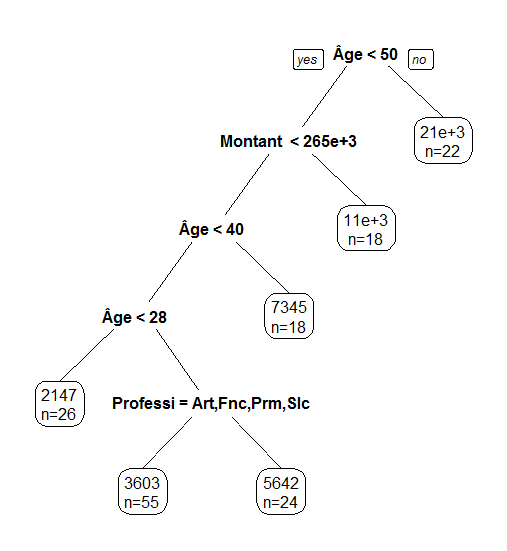 yes Âge < 50 no
21e+3
n=22
Montant < 265e+3
11e+3
n=18
Âge < 40
7345
n=18
Âge < 28
2147
n=26
Professi = Art,Fnc,Prm,Slc
3603
n=55
5642
n=24